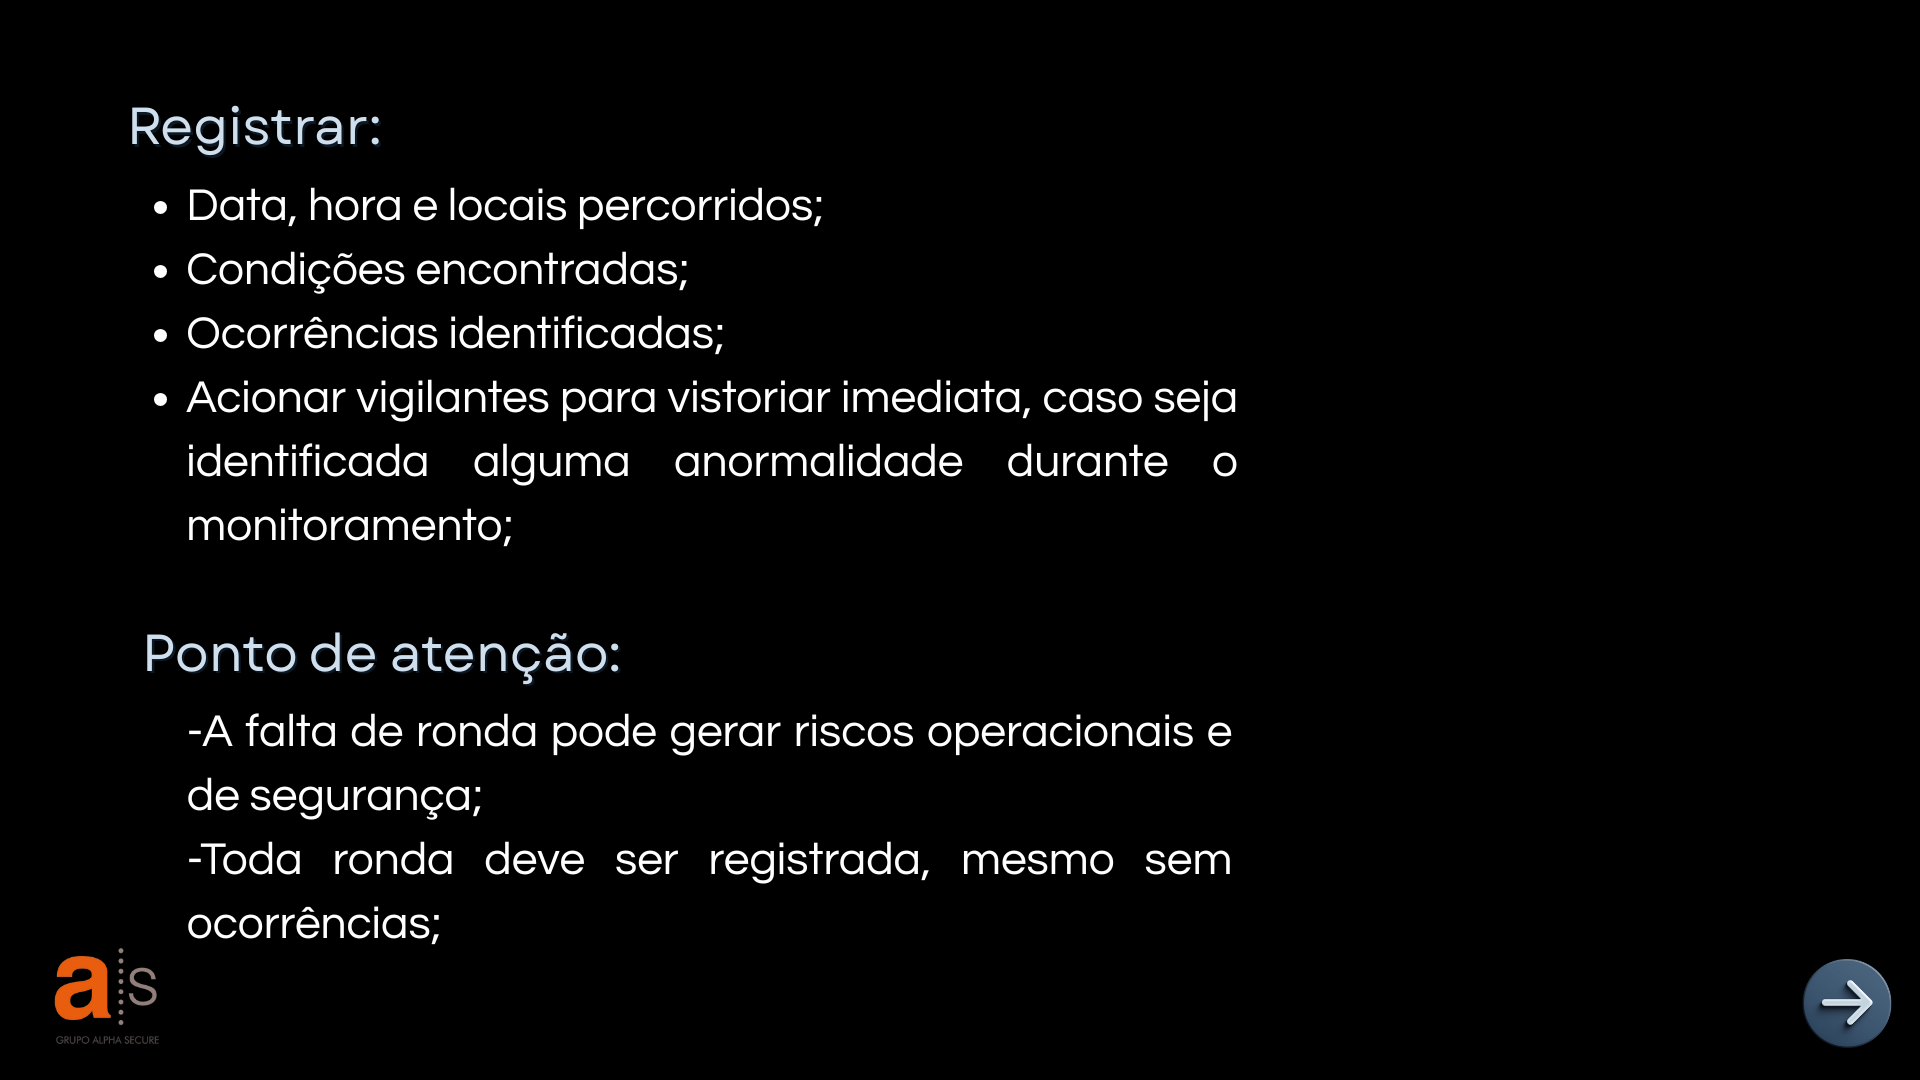 Registrar:
• Data, hora e locais percorridos;
• Condições encontradas;
• Ocorrências identificadas;
• Acionar vigilantes para vistoriar imediata, caso seja
identificada alguma anormalidade durante o
monitoramento;
Ponto de atenção:
-A falta de ronda pode gerar riscos operacionais e
de segurança;
-Toda ronda deve ser registrada, mesmo sem
ocorrências;
a s
GRUPO ALPHA SECURE